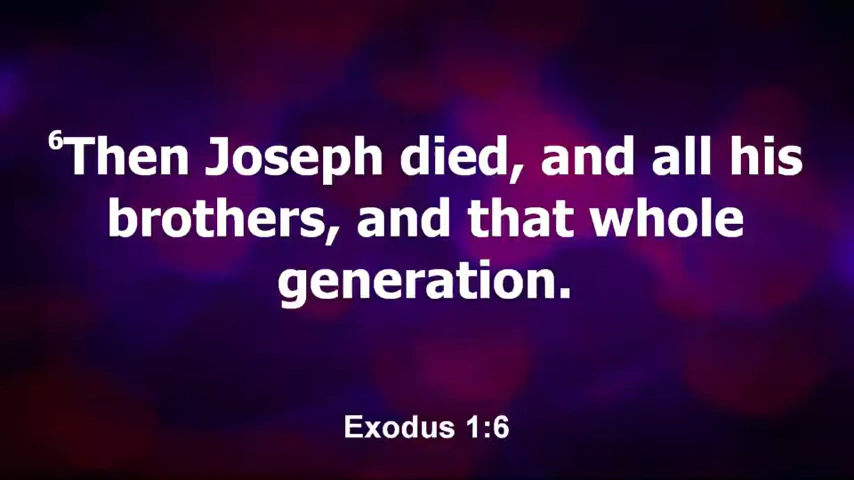 ⁶Then Joseph died, and all his
brothers, and that whole
generation.
Exodus 1:6